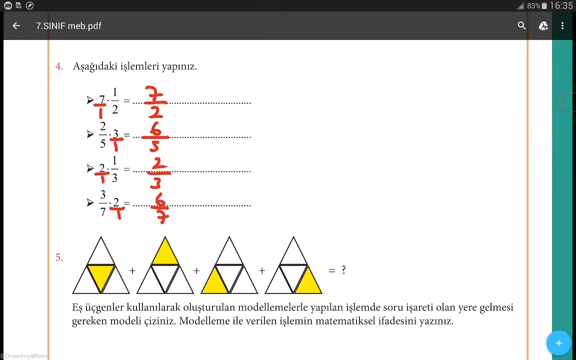 83% 16:35
7.SINIF meb.pdf
4. Aşağıdaki işlemleri yapınız.
➤ 7/1 · 1/2 = 7/2
➤ 2/5 · 3/1 = 6/5
➤ 2/1 · 1/3 = 2/3
➤ 3/7 · 2/1 = 6/7
5. + + + = ?
Eş üçgenler kullanılarak oluşturulan modellemelerle yapılan işlemde soru işareti olan yere gelmesi
gereken modeli çiziniz. Modelleme ile verilen işlemin matematiksel ifadesini yazınız.